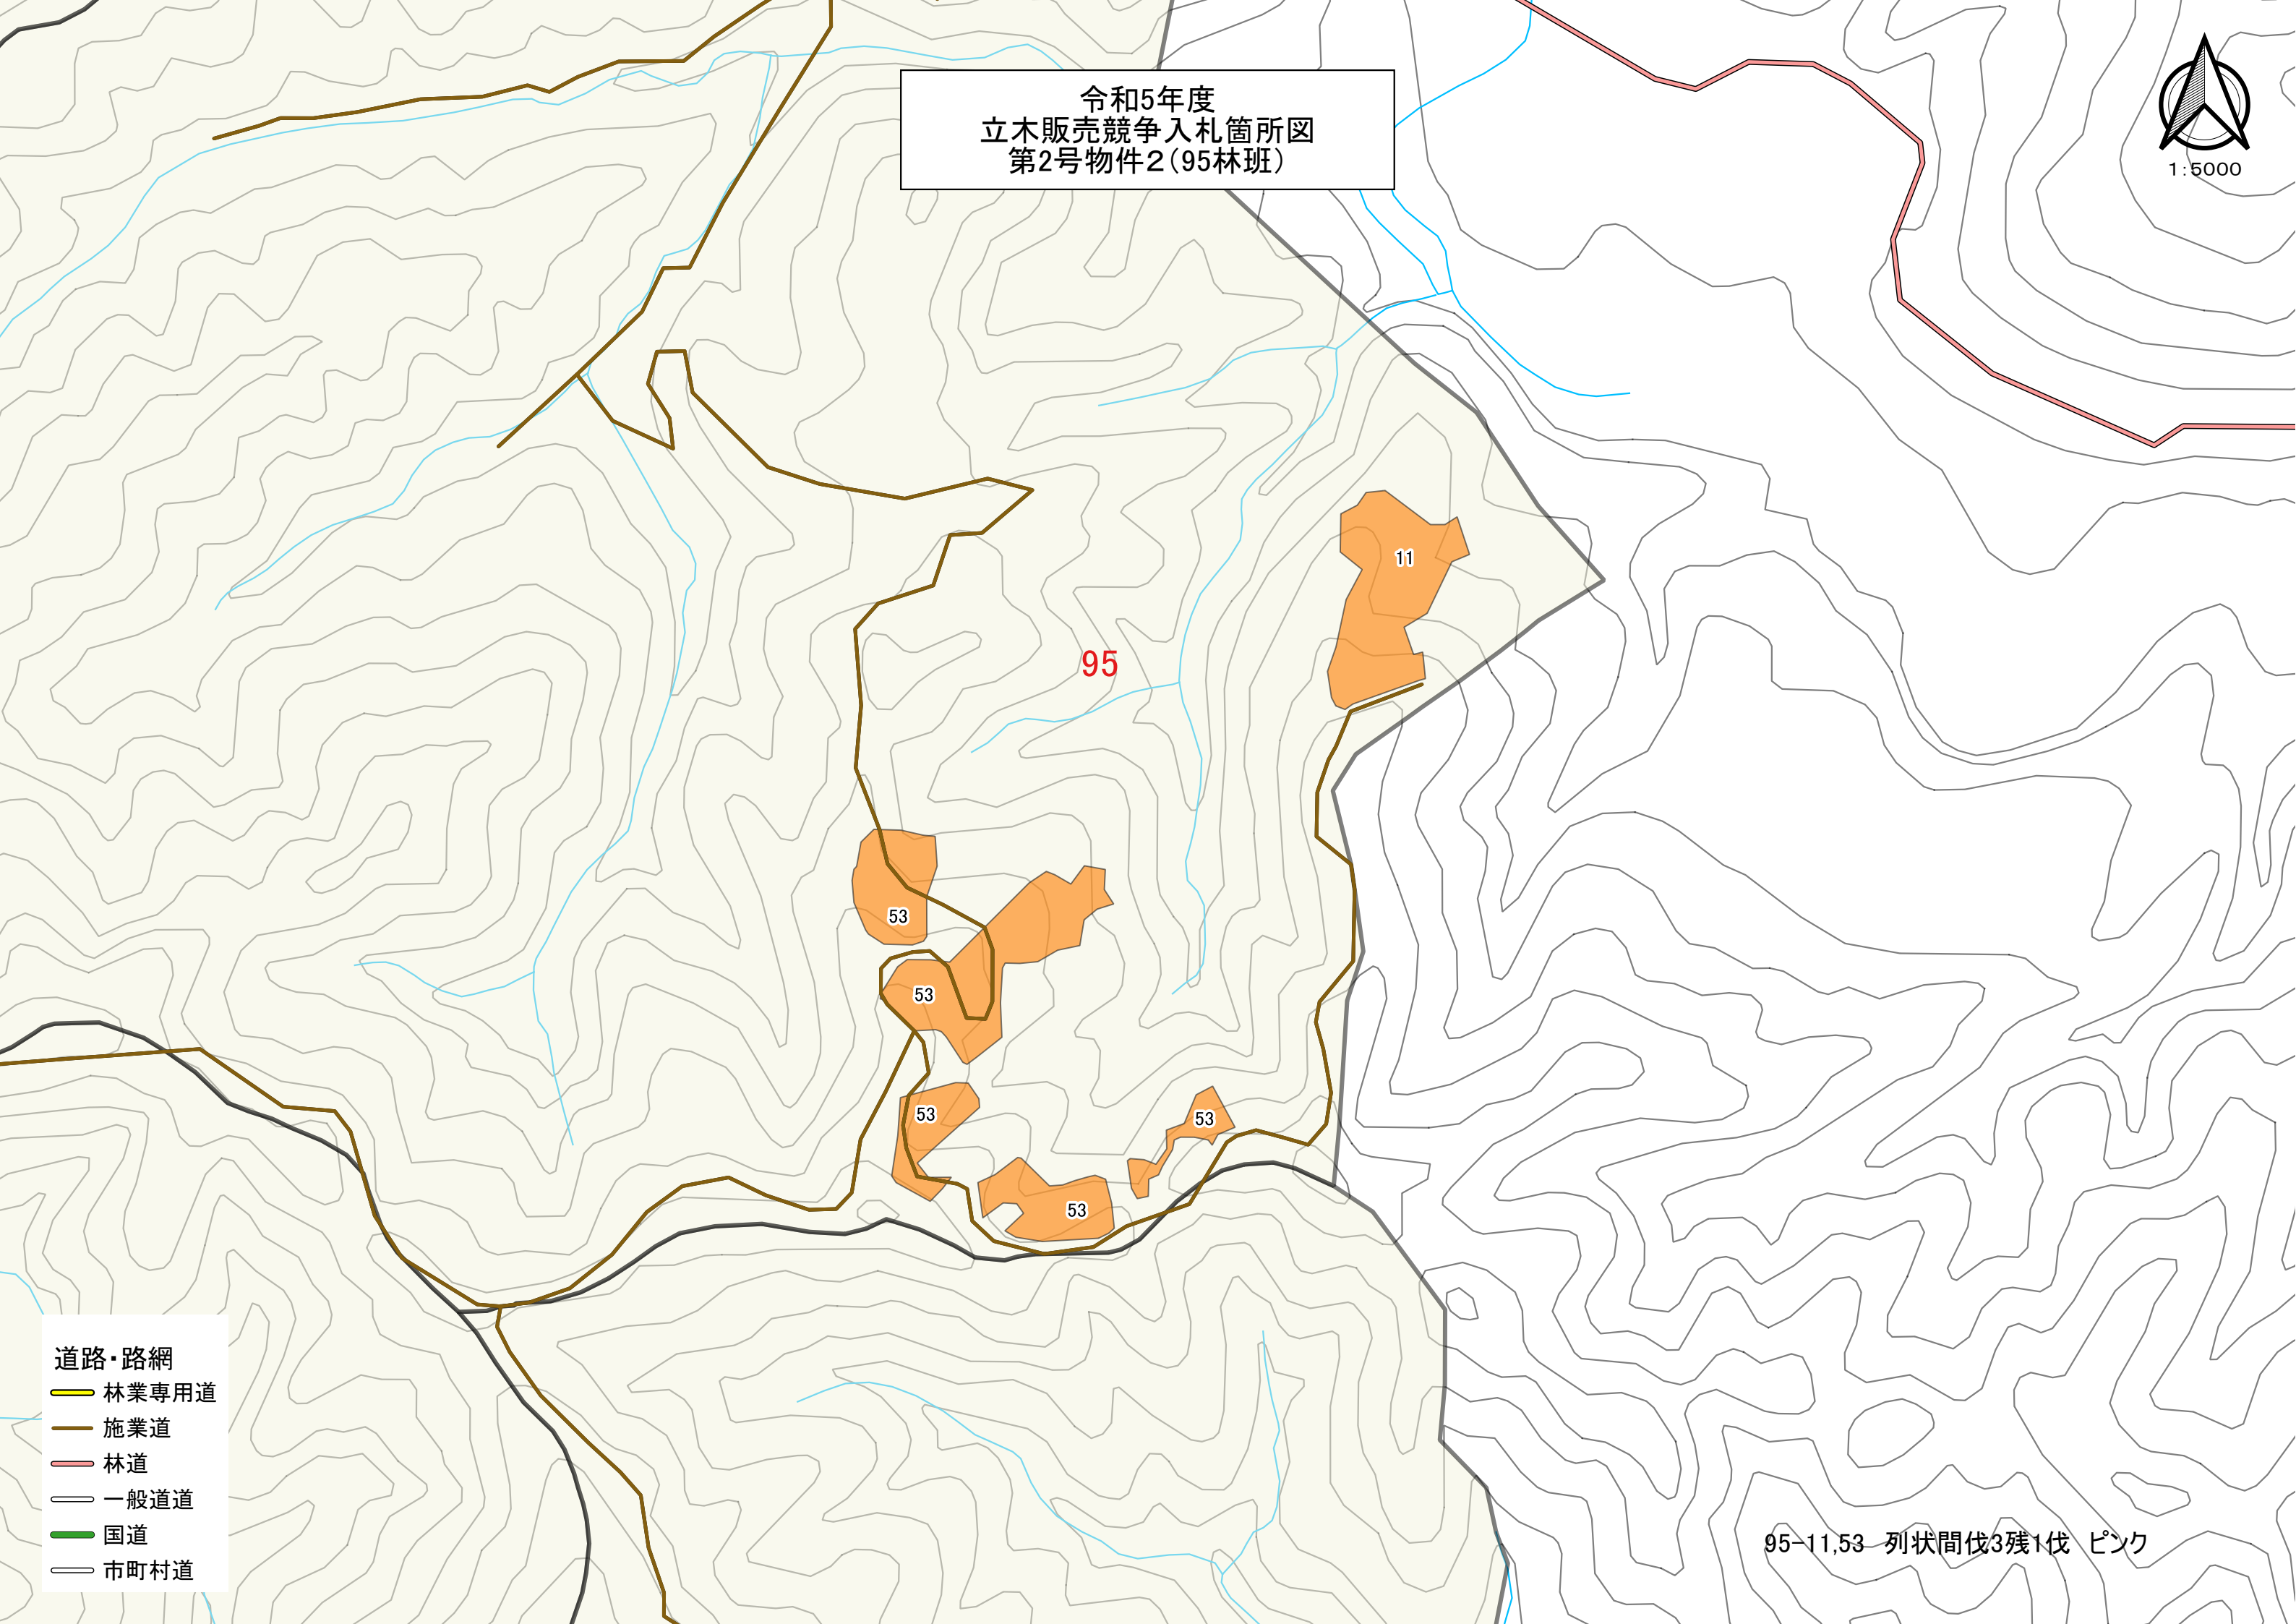 令和5年度
立木販売競争入札箇所図
第2号物件2(95林班)
1:5000
11
95
53
53
53
53
53
道路・路網
林業専用道
施業道
林道
一般道道
国道
市町村道
95-11,53 列状間伐3残1伐 ピンク